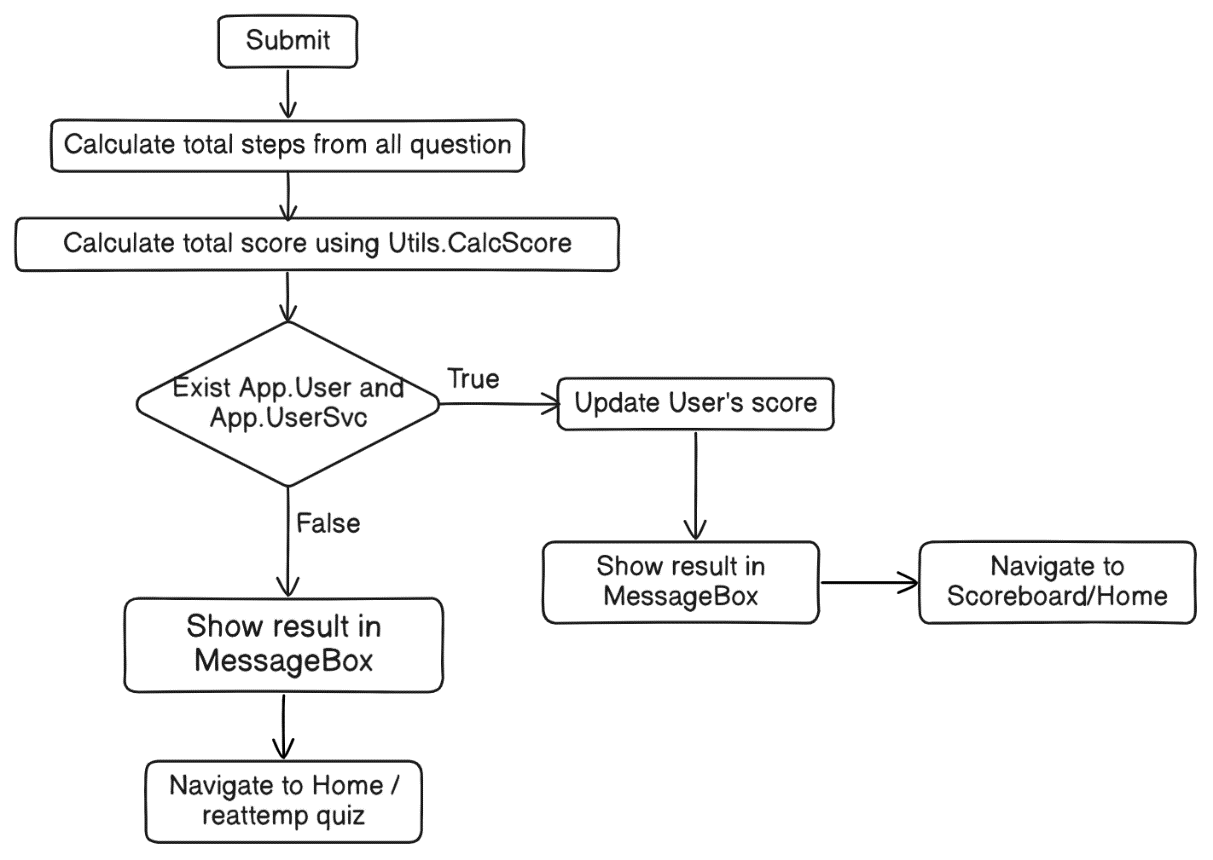 Submit
Calculate total steps from all question
Calculate total score using Utils.CalcScore
Exist App.User and
App.UserSvc
True
Update User's score
False
Show result in
MessageBox
Navigate to
Scoreboard/Home
Show result in
MessageBox
Navigate to Home /
reattemp quiz